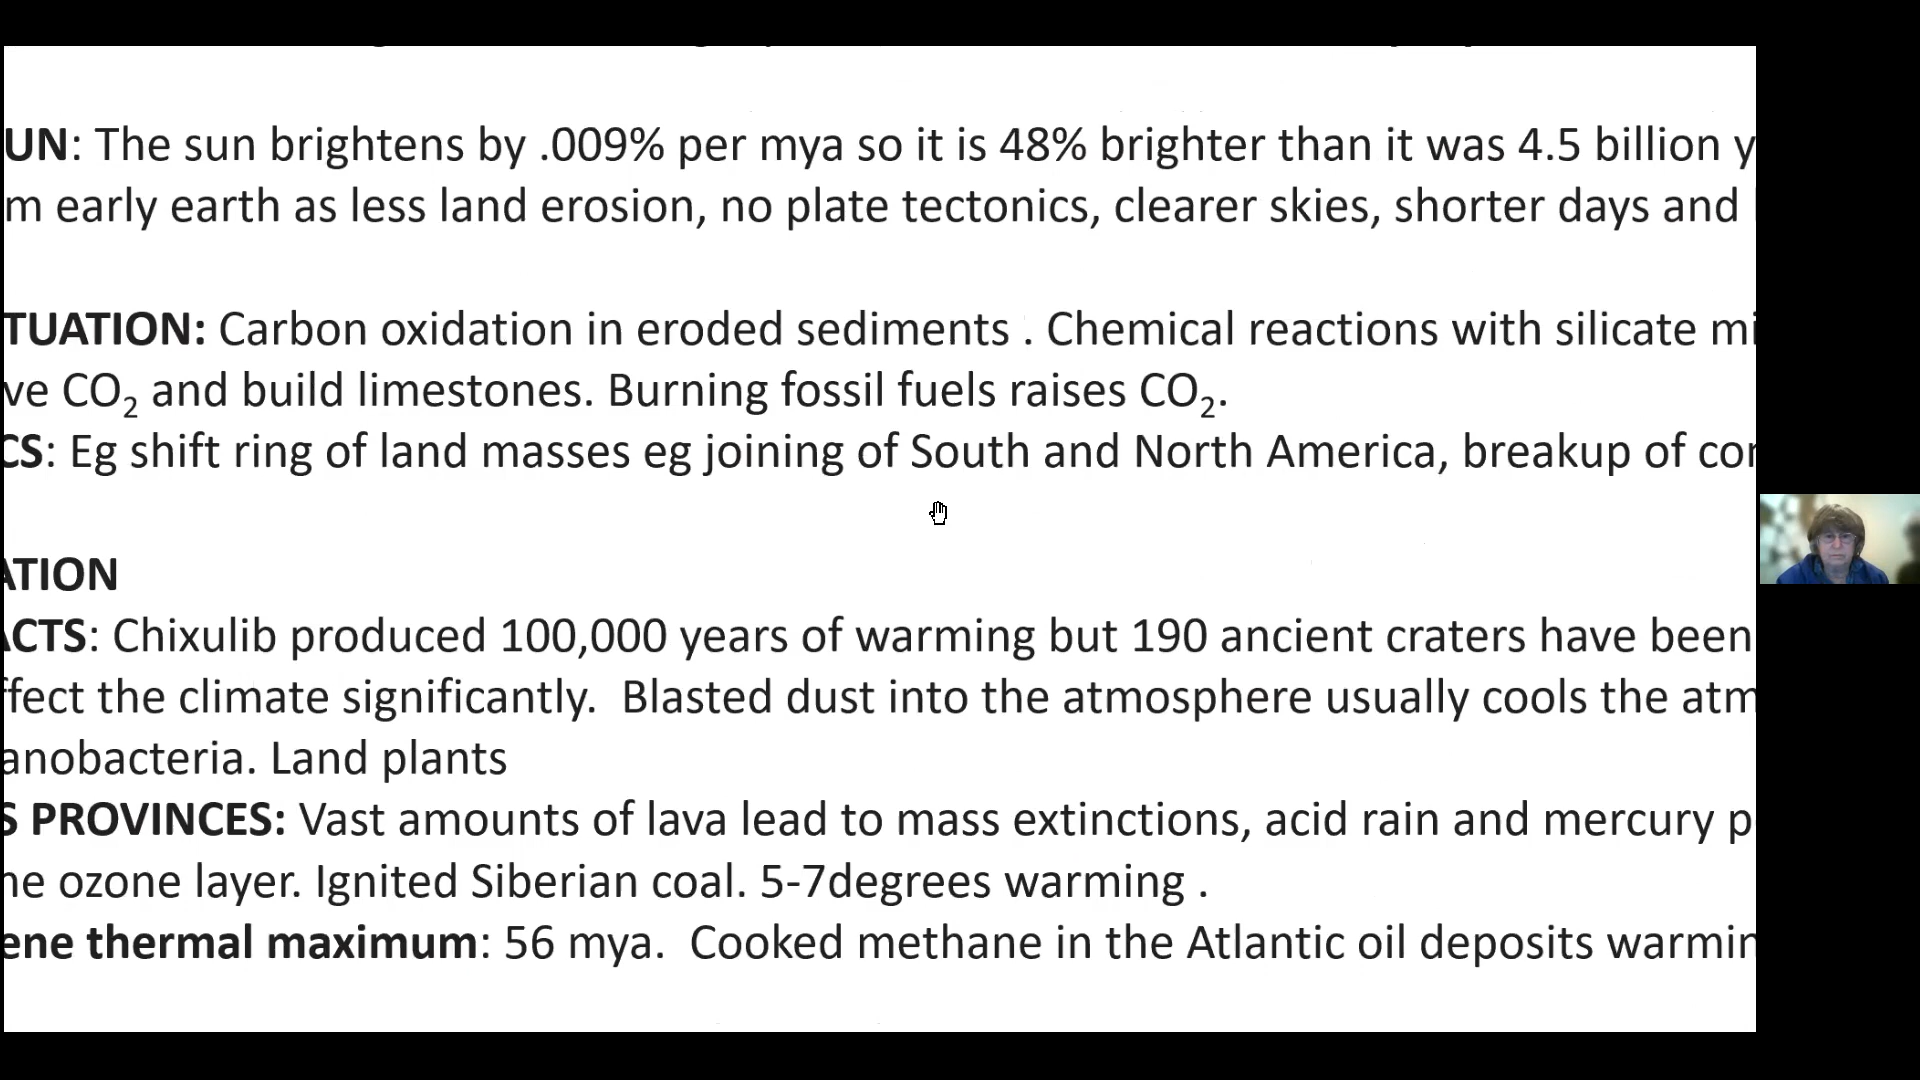 UN: The sun brightens by .009% per mya so it is 48% brighter than it was 4.5 billion y
m early earth as less land erosion, no plate tectonics, clearer skies, shorter days and
TUATION: Carbon oxidation in eroded sediments . Chemical reactions with silicate mi
ve CO₂ and build limestones. Burning fossil fuels raises CO₂.
CS: Eg shift ring of land masses eg joining of South and North America, breakup of con
ATION
ACTS: Chixulib produced 100,000 years of warming but 190 ancient craters have been
ffect the climate significantly.  Blasted dust into the atmosphere usually cools the atm
anobacteria. Land plants
S PROVINCES: Vast amounts of lava lead to mass extinctions, acid rain and mercury p
he ozone layer. Ignited Siberian coal. 5-7degrees warming .
ene thermal maximum: 56 mya.  Cooked methane in the Atlantic oil deposits warmin